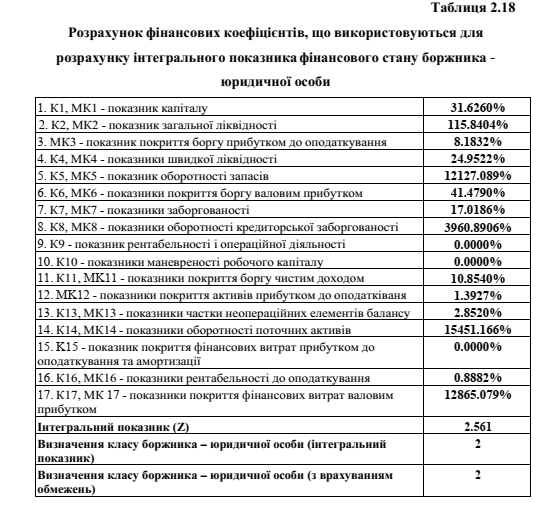 Таблиця 2.18
Розрахунок фінансових коефіцієнтів, що використовуються для
розрахунку інтегрального показника фінансового стану боржника -
юридичної особи
1. К1, МК1 - показник капіталу 31.6260%
2. К2, МК2 - показник загальної ліквідності 115.8404%
3. МК3 - показник покриття боргу прибутком до оподаткування 8.1832%
4. К4, МК4 - показники швидкої ліквідності 24.9522%
5. К5, МК5 - показник оборотності запасів 12127.089%
6. К6, МК6 - показники покриття боргу валовим прибутком 41.4790%
7. К7, МК7 - показники заборгованості 17.0186%
8. К8, МК8 - показники оборотності кредиторської заборгованості 3960.8906%
9. К9 - показник рентабельності і операційної діяльності 0.0000%
10. К10 - показники маневреності робочого капіталу 0.0000%
11. К11, МК11 - показники покриття боргу чистим доходом 10.8540%
12. МК12 - показники покриття активів прибутком до оподатківана 1.3927%
13. К13, МК13 - показники частки неопераційних елементів балансу 2.8520%
14. К14, МК14 - показники оборотності поточних активів 15451.166%
15. К15 - показник покриття фінансових витрат прибутком до 0.0000%
оподаткування та амортизації
16. К16, МК16 - показники рентабельності до оподаткування 0.8882%
17. К17, МК 17 - показники покриття фінансових витрат валовим 12865.079%
прибутком
Інтегральний показник (Z) 2.561
Визначення класу боржника – юридичної особи (інтегральний 2
показник)
Визначення класу боржника – юридичної особи (з врахуванням 2
обмежень)